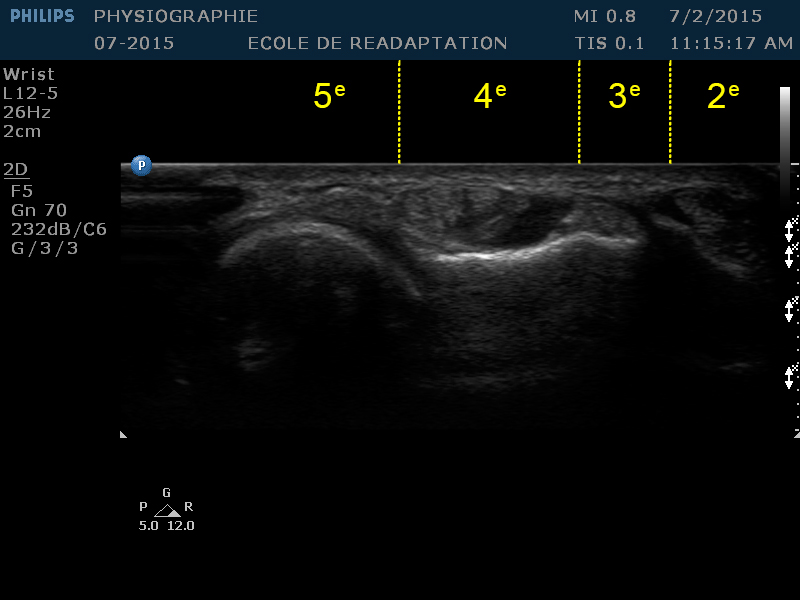 PHILIPS PHYSIOGRAPHIE MI 0.8 7/2/2015
07-2015 ECOLE DE READAPTATION TIS 0.1 11:15:17 AM
Wrist
L12-5
26Hz
2cm
5e 4e 3e 2e
P
2D
F5
Gn 70
232dB/C6
G/3/3
G
P R
5.0 12.0